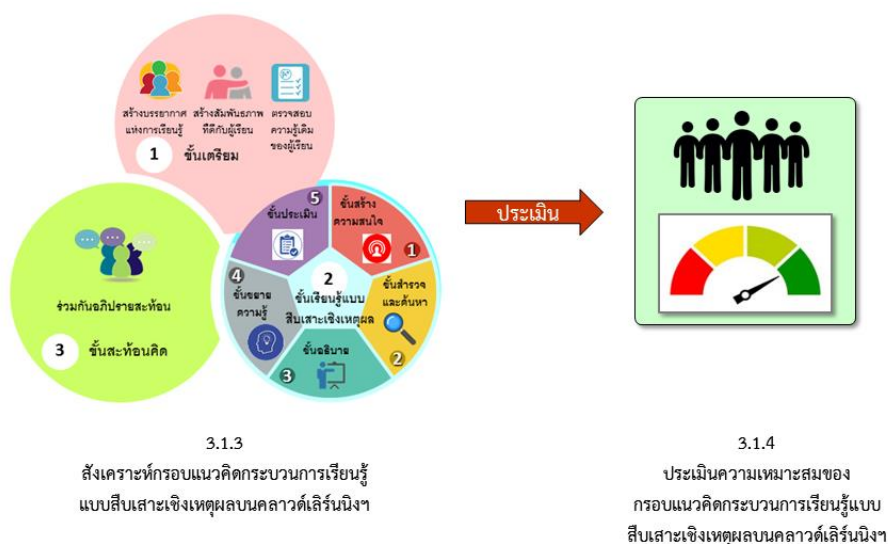 สร้างบรรยากาศ
แห่งการเรียนรู้
สร้างสัมพันธภาพ
ที่ดีกับผู้เรียน
ตรวจสอบ
ความรู้เดิม
ของผู้เรียน
1 ขั้นเตรียม
5
ขั้นประเมิน
ขั้นสร้าง
ความสนใจ
1
ขั้นสำรวจ
และค้นหา
2
ขั้นอธิบาย
3
4
ขั้นขยาย
ความรู้
2
ขั้นเรียนรู้แบบ
สืบเสาะเชิงเหตุผล
ร่วมกันอภิปรายสะท้อน
3 ขั้นสะท้อนคิด
ประเมิน
3.1.3
สังเคราะห์กรอบแนวคิดกระบวนการเรียนรู้
แบบสืบเสาะเชิงเหตุผลบนคลาวด์เลิร์นนิงฯ
3.1.4
ประเมินความเหมาะสมของ
กรอบแนวคิดกระบวนการเรียนรู้แบบ
สืบเสาะเชิงเหตุผลบนคลาวด์เลิร์นนิงฯ